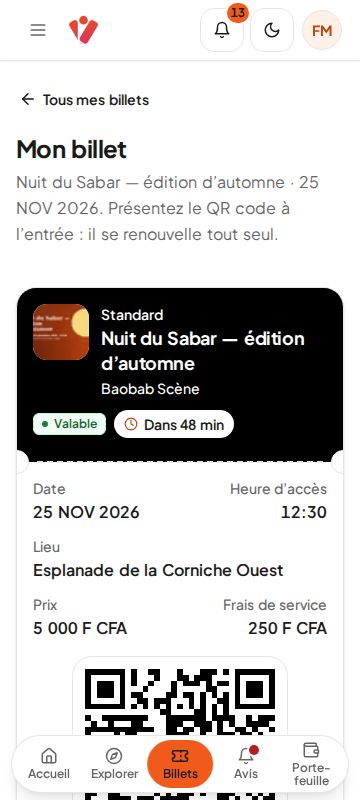 13
FM
Tous mes billets
Mon billet
Nuit du Sabar — édition d’automne · 25
NOV 2026. Présentez le QR code à
l’entrée : il se renouvelle tout seul.
Standard
Nuit du Sabar — édition
d’automne
Baobab Scène
Valable
Dans 48 min
Date
Heure d’accès
25 NOV 2026
12:30
Lieu
Esplanade de la Corniche Ouest
Prix
Frais de service
5 000 F CFA
250 F CFA
Accueil
Explorer
Billets
Avis
Porte-
feuille